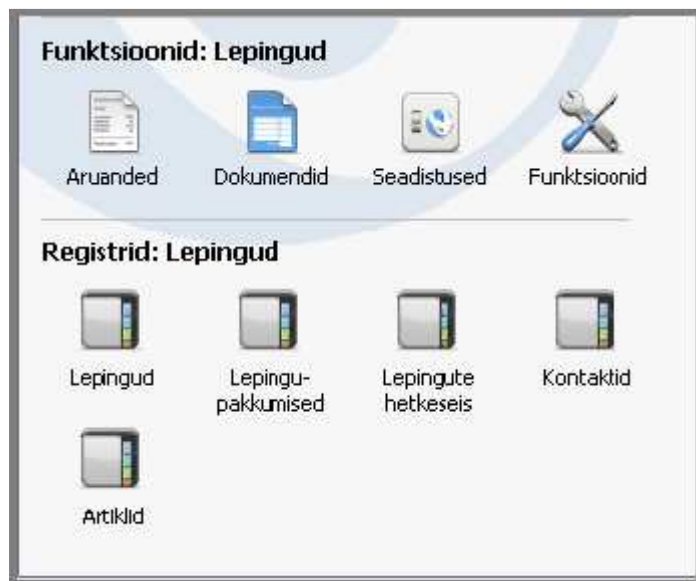 Funktsioonid: Lepingud
Aruanded Dokumendid Seadistused Funktsioonid
Registrid: Lepingud
Lepingud Lepingu- Lepingute Kontaktid
pakkumised hetkeseis
Artiklid